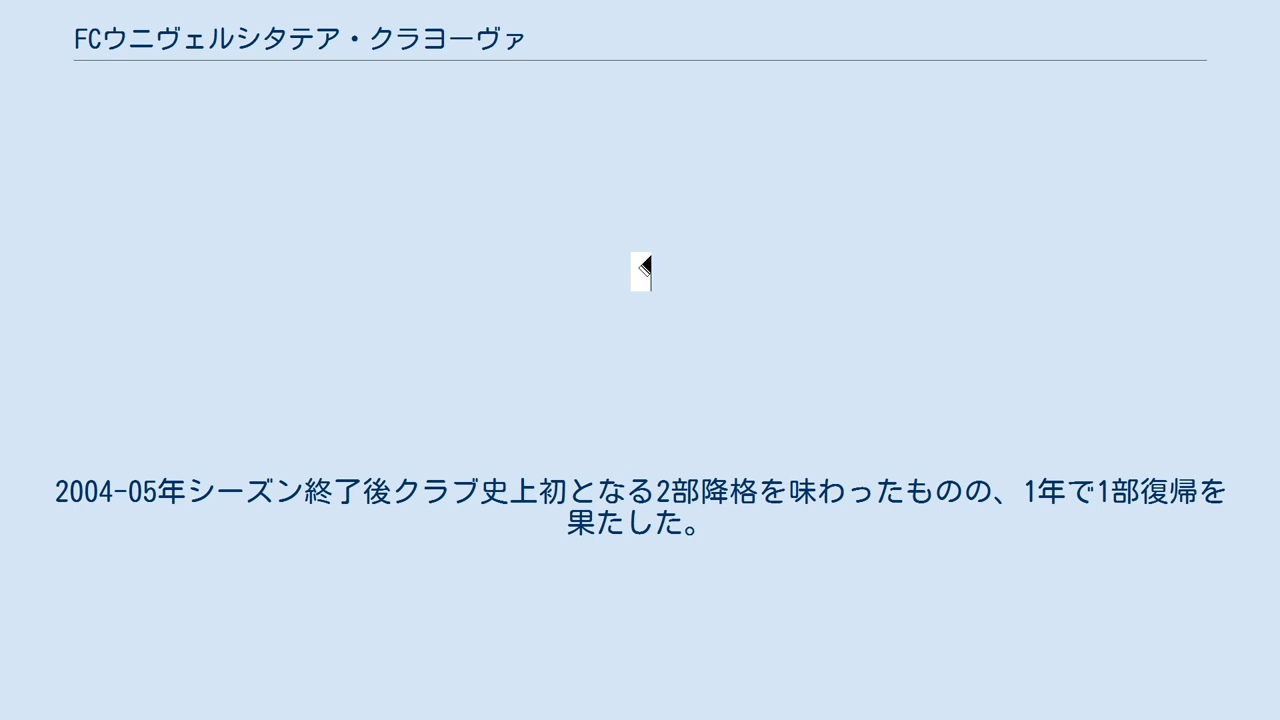 FCウニヴェルシタテア・クラヨーヴァ
2004-05年シーズン終了後クラブ史上初となる2部降格を味わったものの、1年で1部復帰を
果たした。